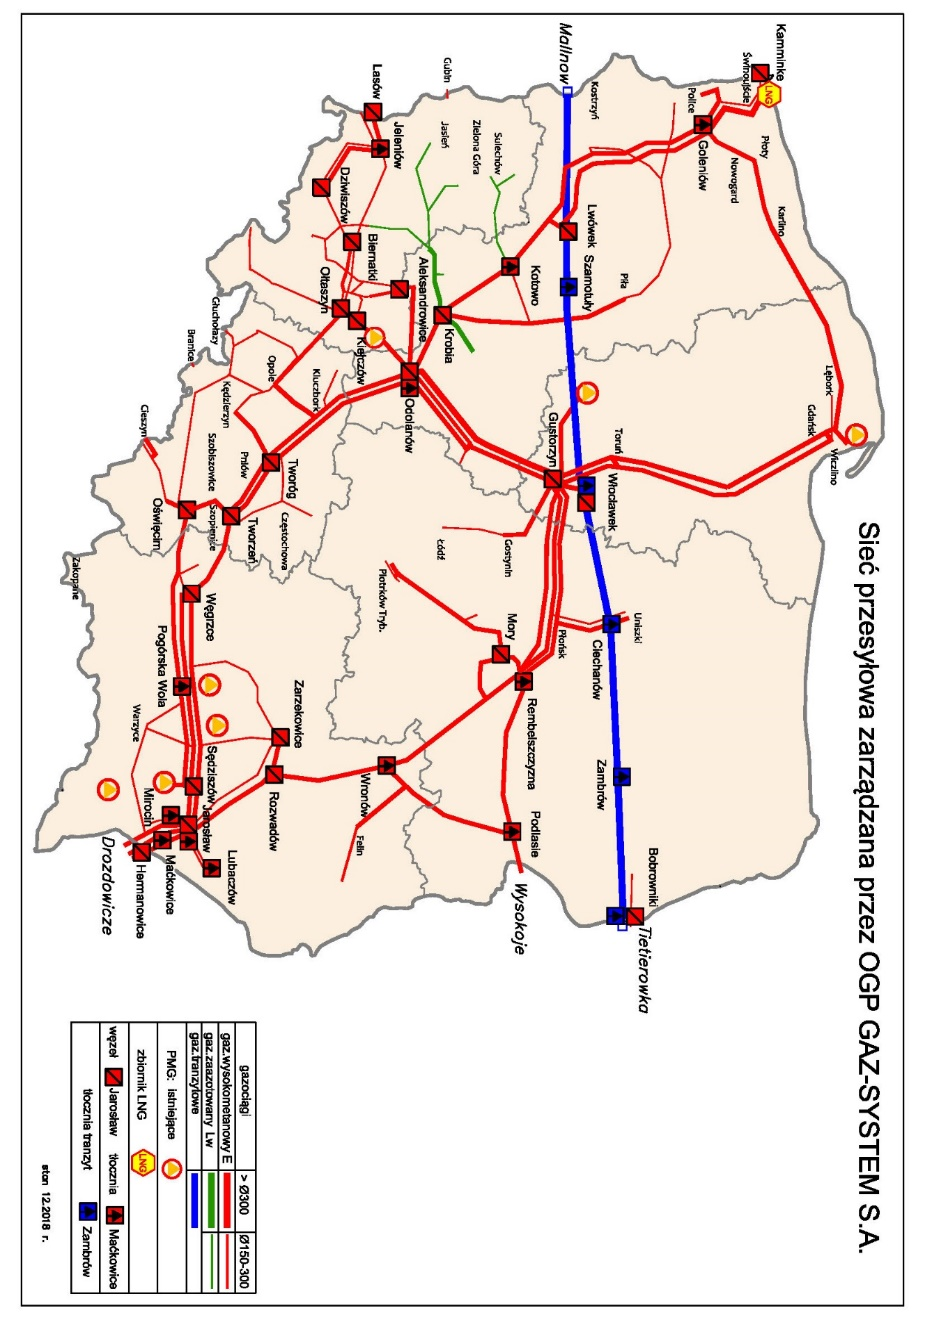 Sieć przesyłowa zarządzana przez OGP GAZ-SYSTEM S.A.
Kamminke
Świnoujście
LNG
Police
Goleniów
Płoty
Nowogard
Karlino
Lębork
Gdańsk
Wiczlino
Mallnow
Kostrzyń
Lwówek
Szamotuły
Piła
Gubin
Jasień
Zielona Góra
Sulechów
Kotowo
Krobia
Lasów
Jeleniów
Dziwiszów
Biernatki
Aleksandrowice
Ołtaszyn
Kiełczów
Odolanów
Gustorzyn
Toruń
Włocławek
Głuchołazy
Branice
Opole
Kluczbork
Kędzierzyn
Cieszyn
Szobiszowice
Pniów
Tworóg
Częstochowa
Tworzeń
Szopienice
Oświęcim
Zakopane
Łódź
Gostynin
Piotrków Tryb.
Mory
Płońsk
Uniszki
Ciechanów
Rembelszczyzna
Węgrzce
Pogórska Wola
Warzyce
Zarzekowice
Sędziszów
Rozwadów
Wronów
Felin
Zambrów
Podlasie
Wysokoje
Bobrowniki
Tietierowka
Mirocin
Jarosław
Lubaczów
Maćkowice
Hermanowice
Drozdowicze
gazociągi
> Ø300
Ø150-300
gaz.wysokometanowy E
gaz.zaazotowany Lw
gaz.tranzytowe
PMG: istniejące
zbiornik LNG
LNG
węzeł
Jarosław
tłocznia
Maćkowice
tłocznia tranzyt
Zambrów
stan 12.2018 r.